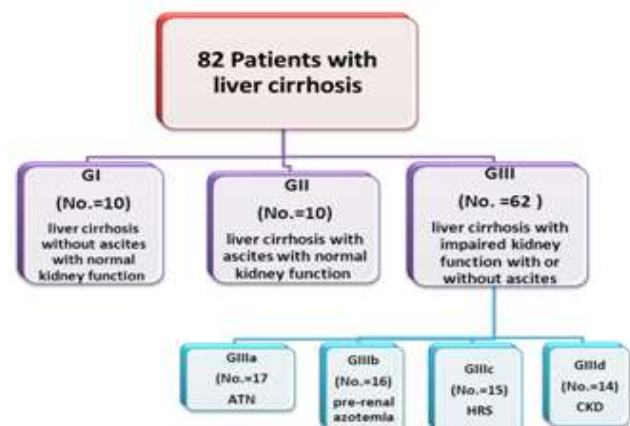 82 Patients with
liver cirrhosis
GI
(No.=10)
liver cirrhosis
without ascites
with normal
kidney function
GII
(No.=10)
liver cirrhosis with
ascites with normal
kidney function
GIII
(No. =62 )
liver cirrhosis with
impaired kidney
function with or
without ascites
GIIIa
(No.=17
ATN
GIIIb
(No.=16)
pre-renal
azotemia
GIIIc
(No.=15)
HRS
GIIId
(No.=14)
CKD